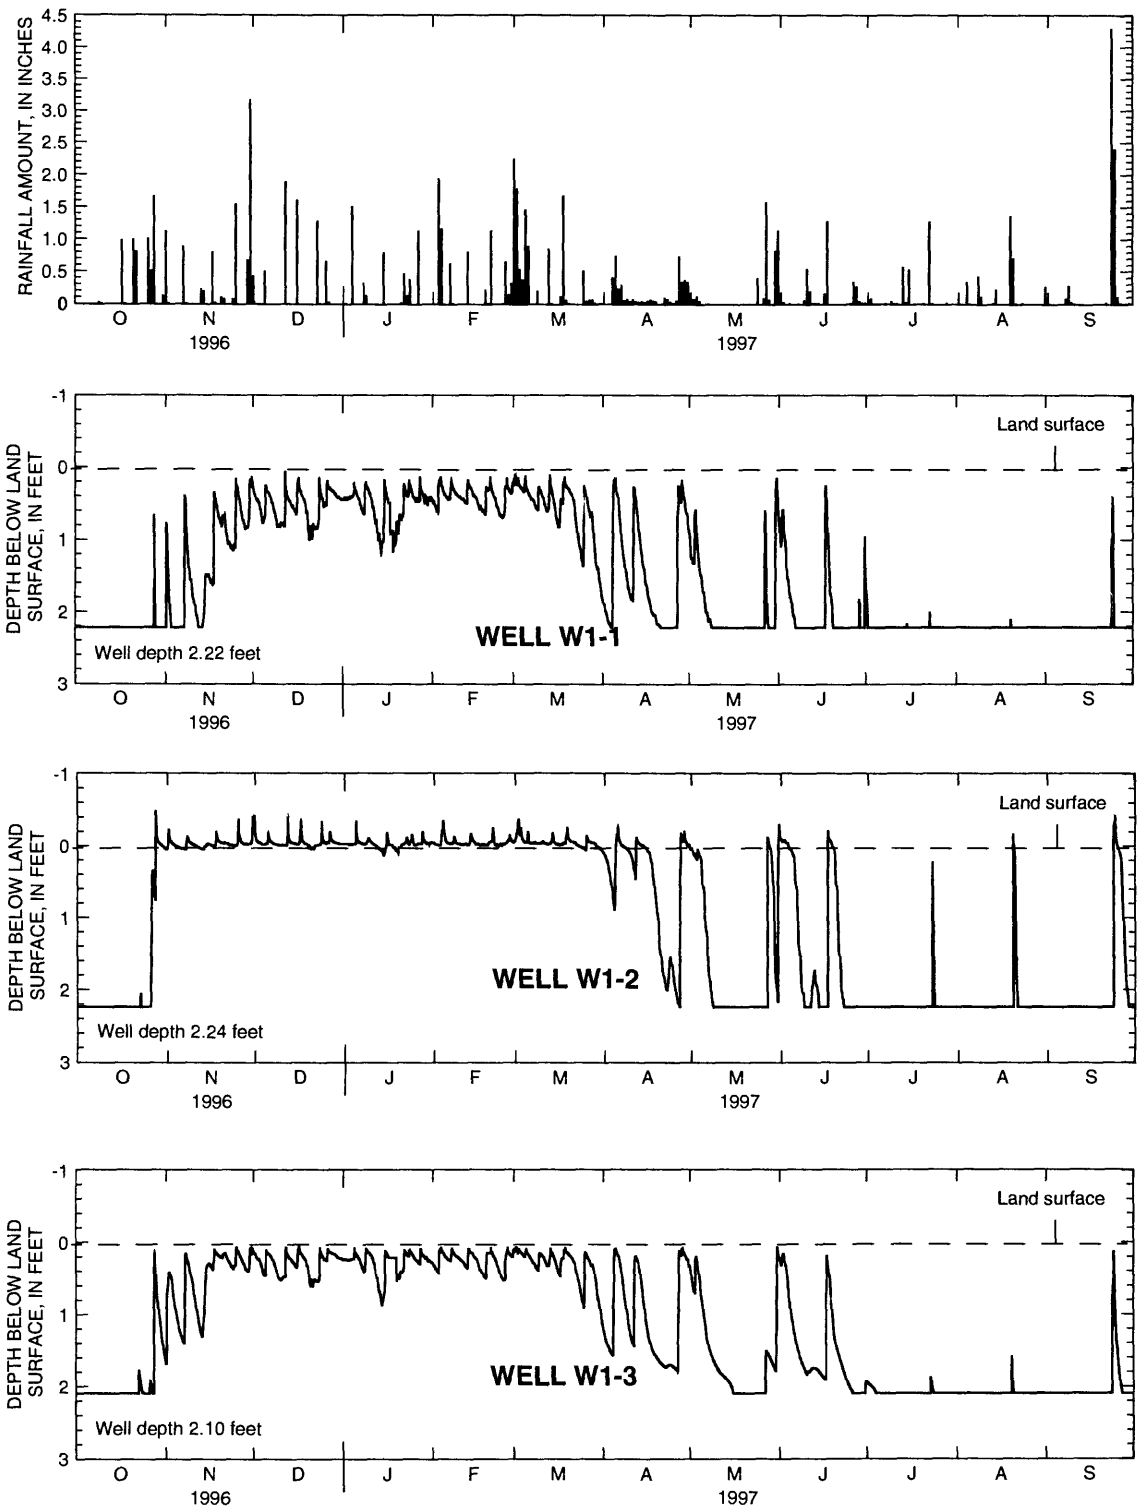 RAINFALL AMOUNT, IN INCHES
4.5
4.0
3.5
3.0
2.5
2.0
1.5
1.0
0.5
0
O N D J F M A M J J A S
1996 1997
DEPTH BELOW LAND
SURFACE, IN FEET
-1
0
1
2
3
Land surface
WELL W1-1
Well depth 2.22 feet
O N D J F M A M J J A S
1996 1997
DEPTH BELOW LAND
SURFACE, IN FEET
-1
0
1
2
3
Land surface
WELL W1-2
Well depth 2.24 feet
O N D J F M A M J J A S
1996 1997
DEPTH BELOW LAND
SURFACE, IN FEET
-1
0
1
2
3
Land surface
WELL W1-3
Well depth 2.10 feet
O N D J F M A M J J A S
1996 1997